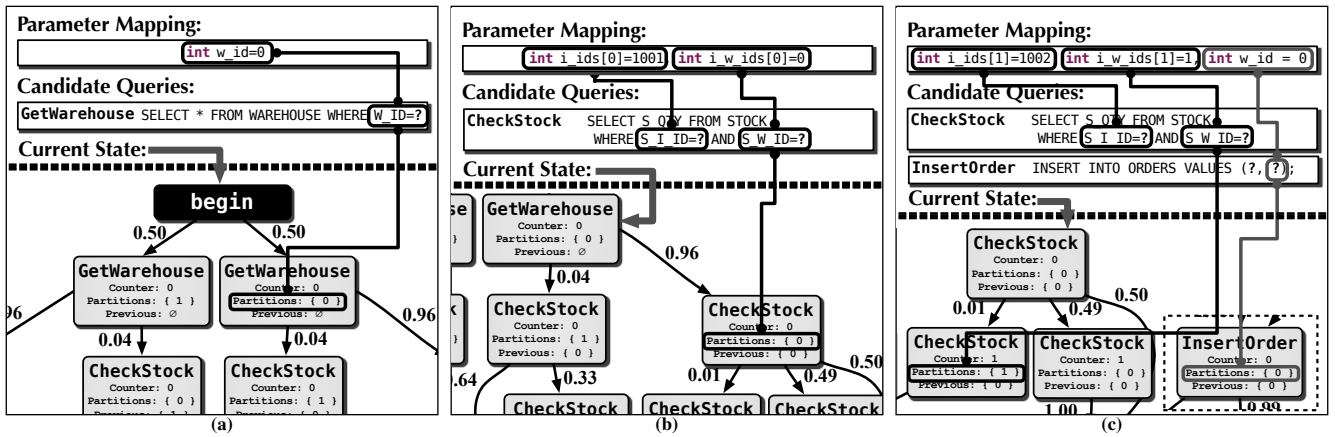 Parameter Mapping:
int w_id=0
Candidate Queries:
GetWarehouse SELECT * FROM WAREHOUSE WHERE W_ID=?
Current State:
begin
0.50
0.50
GetWarehouse
Counter: 0
Partitions: { 1 }
Previous: ∅
GetWarehouse
Counter: 0
Partitions: { 0 }
Previous: ∅
96
0.04
0.04
0.96
CheckStock
Counter: 0
Partitions: { 0 }
CheckStock
Counter: 0
Partitions: { 1 }
(a)
Parameter Mapping:
int i_ids[0]=1001, int i_w_ids[0]=0
Candidate Queries:
CheckStock SELECT S_QTY FROM STOCK
WHERE S_I_ID=? AND S_W_ID=?
Current State:
GetWarehouse
Counter: 0
Partitions: { 0 }
Previous: ∅
0.96
0.04
CheckStock
Counter: 0
Partitions: { 1 }
Previous: { 0 }
CheckStock
Counter: 0
Partitions: { 0 }
Previous: { 0 }
0.64
0.33
0.01
0.49
0.50
CheckStock
CheckStock
CheckStock
(b)
Parameter Mapping:
int i_ids[1]=1002, int i_w_ids[1]=1, int w_id = 0
Candidate Queries:
CheckStock SELECT S_QTY FROM STOCK
WHERE S_I_ID=? AND S_W_ID=?
InsertOrder INSERT INTO ORDERS VALUES (?, ?);
Current State:
CheckStock
Counter: 0
Partitions: { 0 }
Previous: { 0 }
0.01
0.49
0.50
CheckStock
Counter: 1
Partitions: { 1 }
Previous: { 0 }
CheckStock
Counter: 1
Partitions: { 0 }
Previous: { 0 }
InsertOrder
Counter: 0
Partitions: { 0 }
Previous: { 0 }
1.00
0.99
(c)